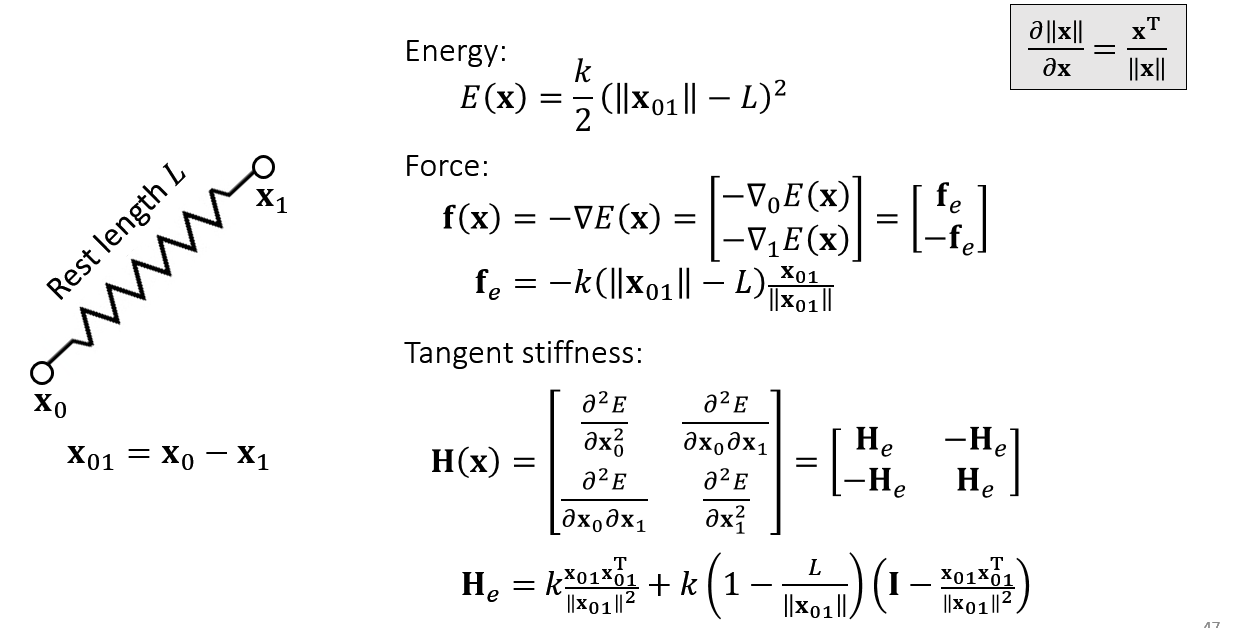 Energy:
E(𝐱) = k/2 (‖𝐱₀₁‖ − L)²
∂‖𝐱‖/∂𝐱 = 𝐱ᵀ/‖𝐱‖
Force:
𝐟(𝐱) = −∇E(𝐱) = [−∇₀E(𝐱); −∇₁E(𝐱)] = [𝐟ₑ; −𝐟ₑ]
𝐟ₑ = −k(‖𝐱₀₁‖ − L) 𝐱₀₁/‖𝐱₀₁‖
Rest length L
𝐱₁
𝐱₀
𝐱₀₁ = 𝐱₀ − 𝐱₁
Tangent stiffness:
𝐇(𝐱) = [∂²E/∂𝐱₀² ∂²E/∂𝐱₀∂𝐱₁; ∂²E/∂𝐱₀∂𝐱₁ ∂²E/∂𝐱₁²] = [𝐇ₑ −𝐇ₑ; −𝐇ₑ 𝐇ₑ]
𝐇ₑ = k 𝐱₀₁𝐱₀₁ᵀ/‖𝐱₀₁‖² + k (1 − L/‖𝐱₀₁‖) (𝐈 − 𝐱₀₁𝐱₀₁ᵀ/‖𝐱₀₁‖²)